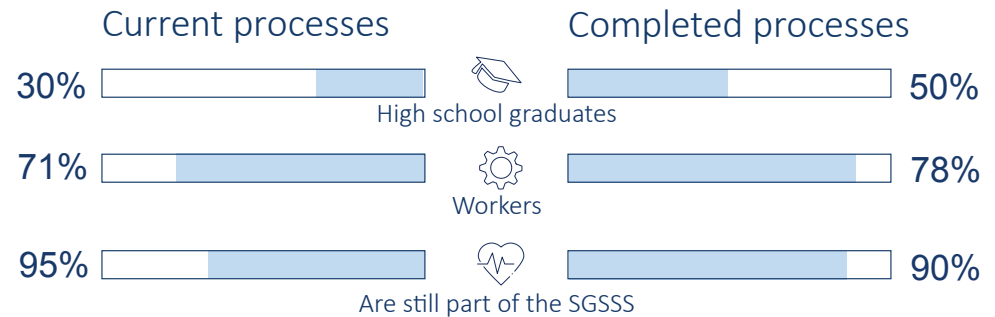 Current processes
Completed processes
30%
50%
High school graduates
71%
78%
Workers
95%
90%
Are still part of the SGSSS